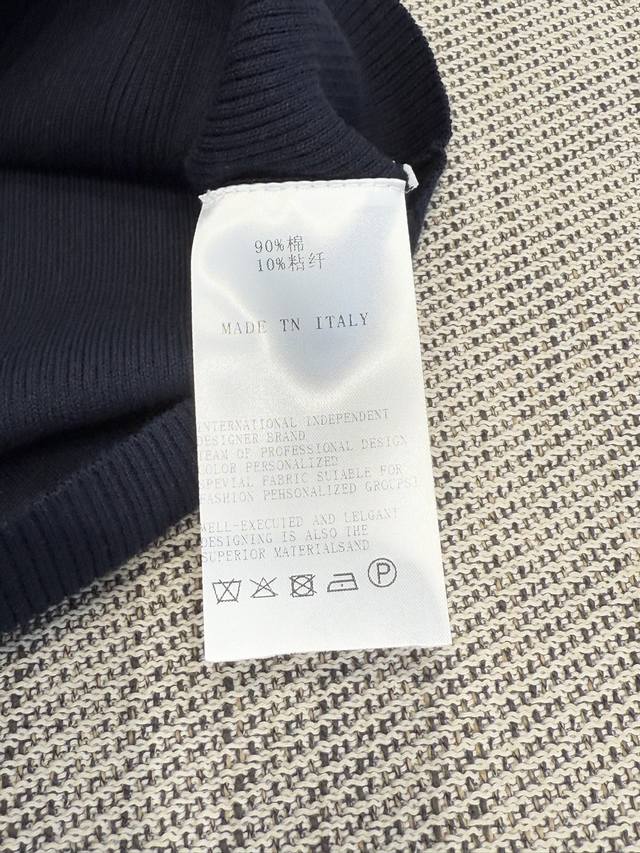 90%棉
10%粘纤
MADE TN ITALY
INTERNATIONAL INDEPENDENT
DESIGNER BRAND
TEAM OF PROFESSIONAL DESIGN
COLOR PERSONALIZED
SPEVIAL FABRIC SUIABLE FOR
FASHION PEHSONALIZED GROUPS!
WELL-EXECUTED AND LELGANT
DESIGNING IS ALSO THE
SUPERIOR MATERIALSAND
P